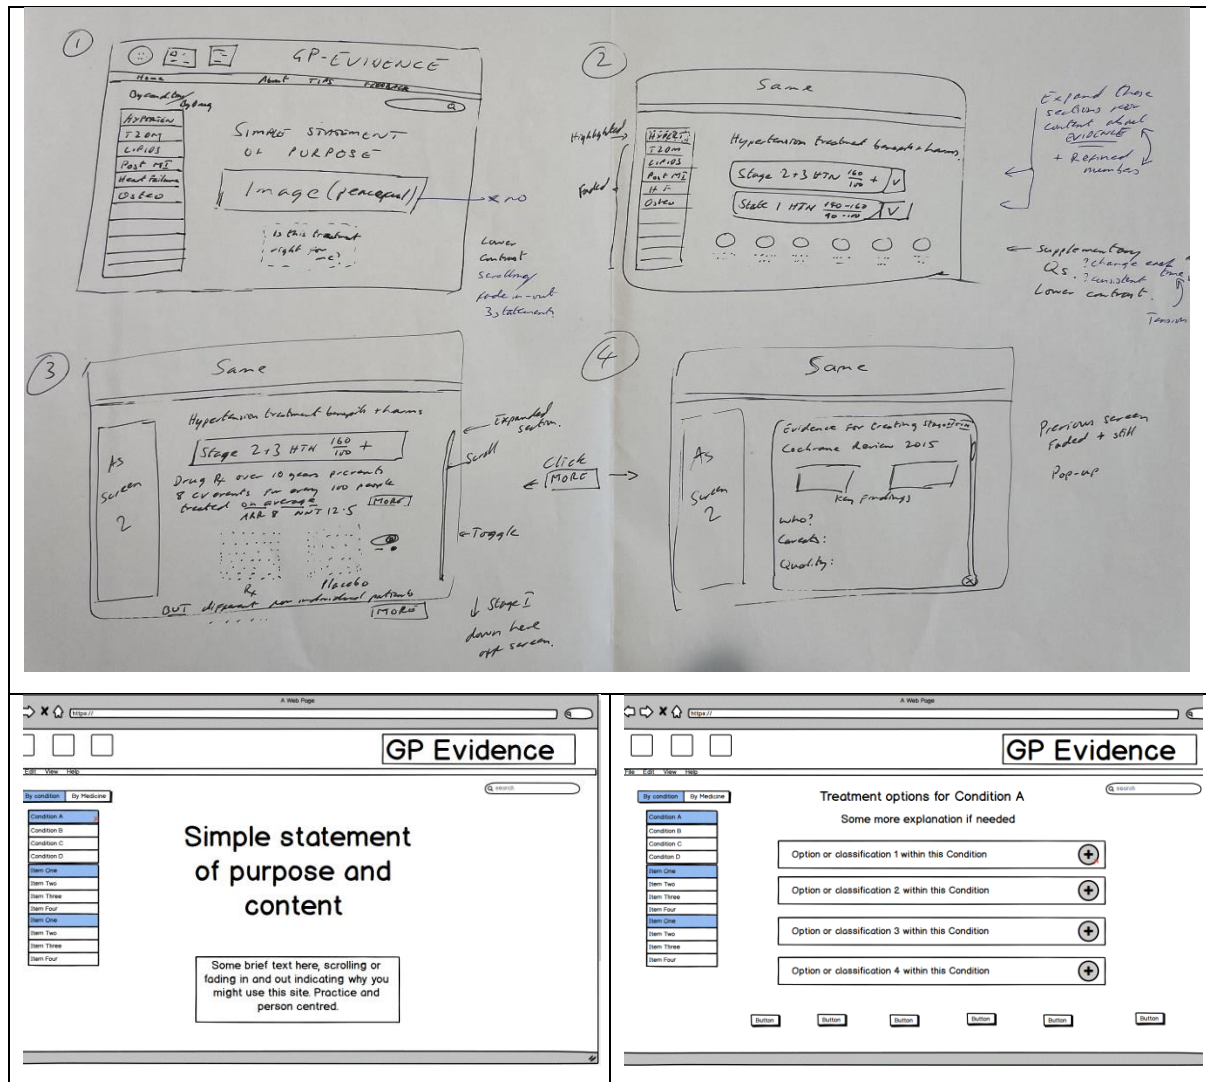 1
GP-EVIDENCE
Home About TIPS FEEDBACK
By condition/
By Drug
HYPERTEN
T2DM
LIPIDS
Post MI
Heart Failure
Osteo
SIMPLE STATEMENT
OF PURPOSE
Image (peaceful)
no
Is this treatment
right for
me?
Lower
contrast
scrolling/
fade in-out
3 statements
2
Same
Highlighted
Faded
HYPERT
T2DM
LIPIDS
Post MI
HF
Osteo
Hypertension treatment benefits + harms.
Stage 2+3 HTN 160/100 + V
State 1 HTN 140-160/90-100 V
Expand these
sections
content about
EVIDENCE
+ Refined
number
Supplementary
Qs. ? change each
? consistent time
Lower contrast.
Tension
3
Same
As
Screen
2
Hypertension treatment benefits + harms
Stage 2+3 HTN 160/100 +
Drug Rx over 10 years prevents
8 CV events for every 100 people
treated on average MORE
ARR 8 NNT 12.5
Rx Placebo
BUT different for individual patients
MORE
Expanded
section.
Scroll
Toggle
↓ Stage I
down here
off screen.
Click
MORE
4
Same
As
Screen
2
Evidence for Creating
Cochrane Review 2015
Key findings
Who?
Caveats:
Quality:
Previous screen
Faded + still
Pop-up
A Web Page
https://
GP Evidence
Edit View Help
By condition By Medicine
search
Condition A
Condition B
Condition C
Condition D
Item One
Item Two
Item Three
Item Four
Item One
Item Two
Item Three
Item Four
Simple statement
of purpose and
content
Some brief text here, scrolling or
fading in and out indicating why you
might use this site. Practice and
person centred.
A Web Page
https://
GP Evidence
File Edit View Help
By condition By Medicine
search
Condition A
Condition B
Condition C
Condition D
Item One
Item Two
Item Three
Item Four
Item One
Item Two
Item Three
Item Four
Treatment options for Condition A
Some more explanation if needed
Option or classification 1 within this Condition
Option or classification 2 within this Condition
Option or classification 3 within this Condition
Option or classification 4 within this Condition
Button Button Button Button Button Button